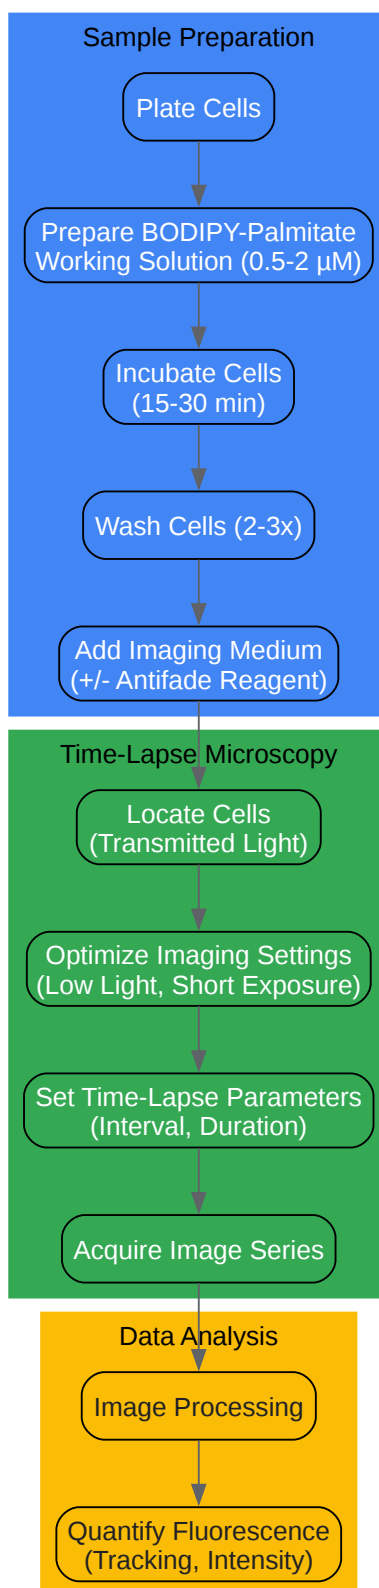 Sample Preparation
Plate Cells
Prepare BODIPY-Palmitate
Working Solution (0.5-2 µM)
Incubate Cells
(15-30 min)
Wash Cells (2-3x)
Add Imaging Medium
(+/- Antifade Reagent)
Time-Lapse Microscopy
Locate Cells
(Transmitted Light)
Optimize Imaging Settings
(Low Light, Short Exposure)
Set Time-Lapse Parameters
(Interval, Duration)
Acquire Image Series
Data Analysis
Image Processing
Quantify Fluorescence
(Tracking, Intensity)